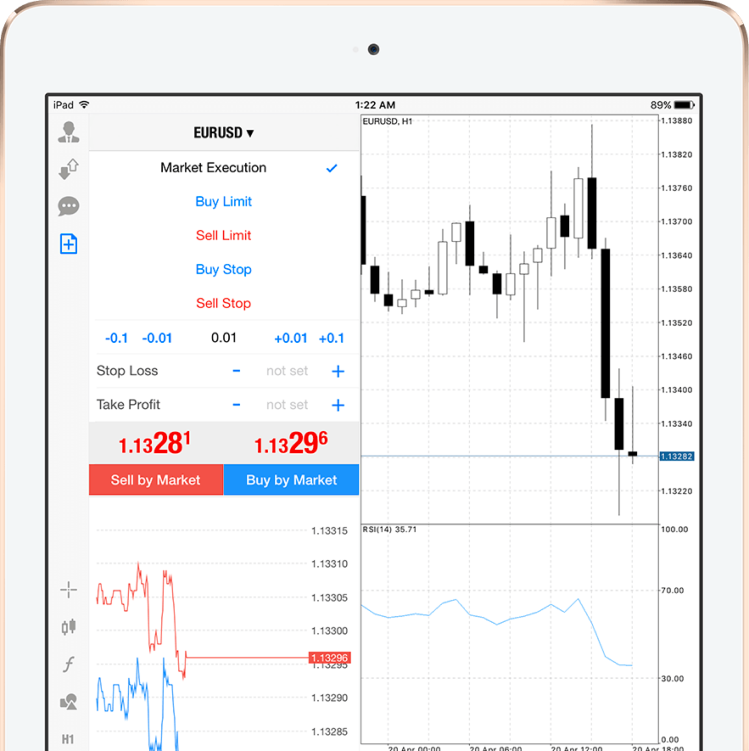 iPad 1:22 AM 89%
EURUSD ▾
Market Execution
Buy Limit
Sell Limit
Buy Stop
Sell Stop
-0.1 -0.01 0.01 +0.01 +0.1
Stop Loss - not set +
Take Profit - not set +
1.13281 1.13296
Sell by Market Buy by Market
1.13315
1.13310
1.13305
1.13300
1.13296
1.13295
1.13290
1.13285
H1
EURUSD, H1
1.13880
1.13820
1.13760
1.13700
1.13640
1.13580
1.13520
1.13460
1.13400
1.13340
1.13282
1.13220
RSI(14) 35.71
100.00
70.00
30.00
0.00
20 Apr 00:00 20 Apr 06:00 20 Apr 12:00 20 Apr 18:00